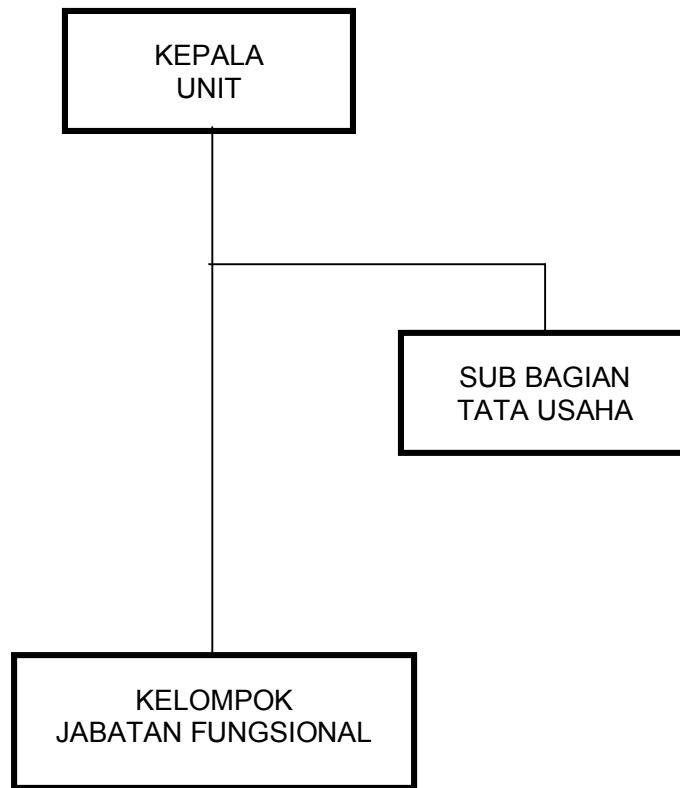 KEPALA
UNIT
SUB BAGIAN
TATA USAHA
KELOMPOK
JABATAN FUNGSIONAL